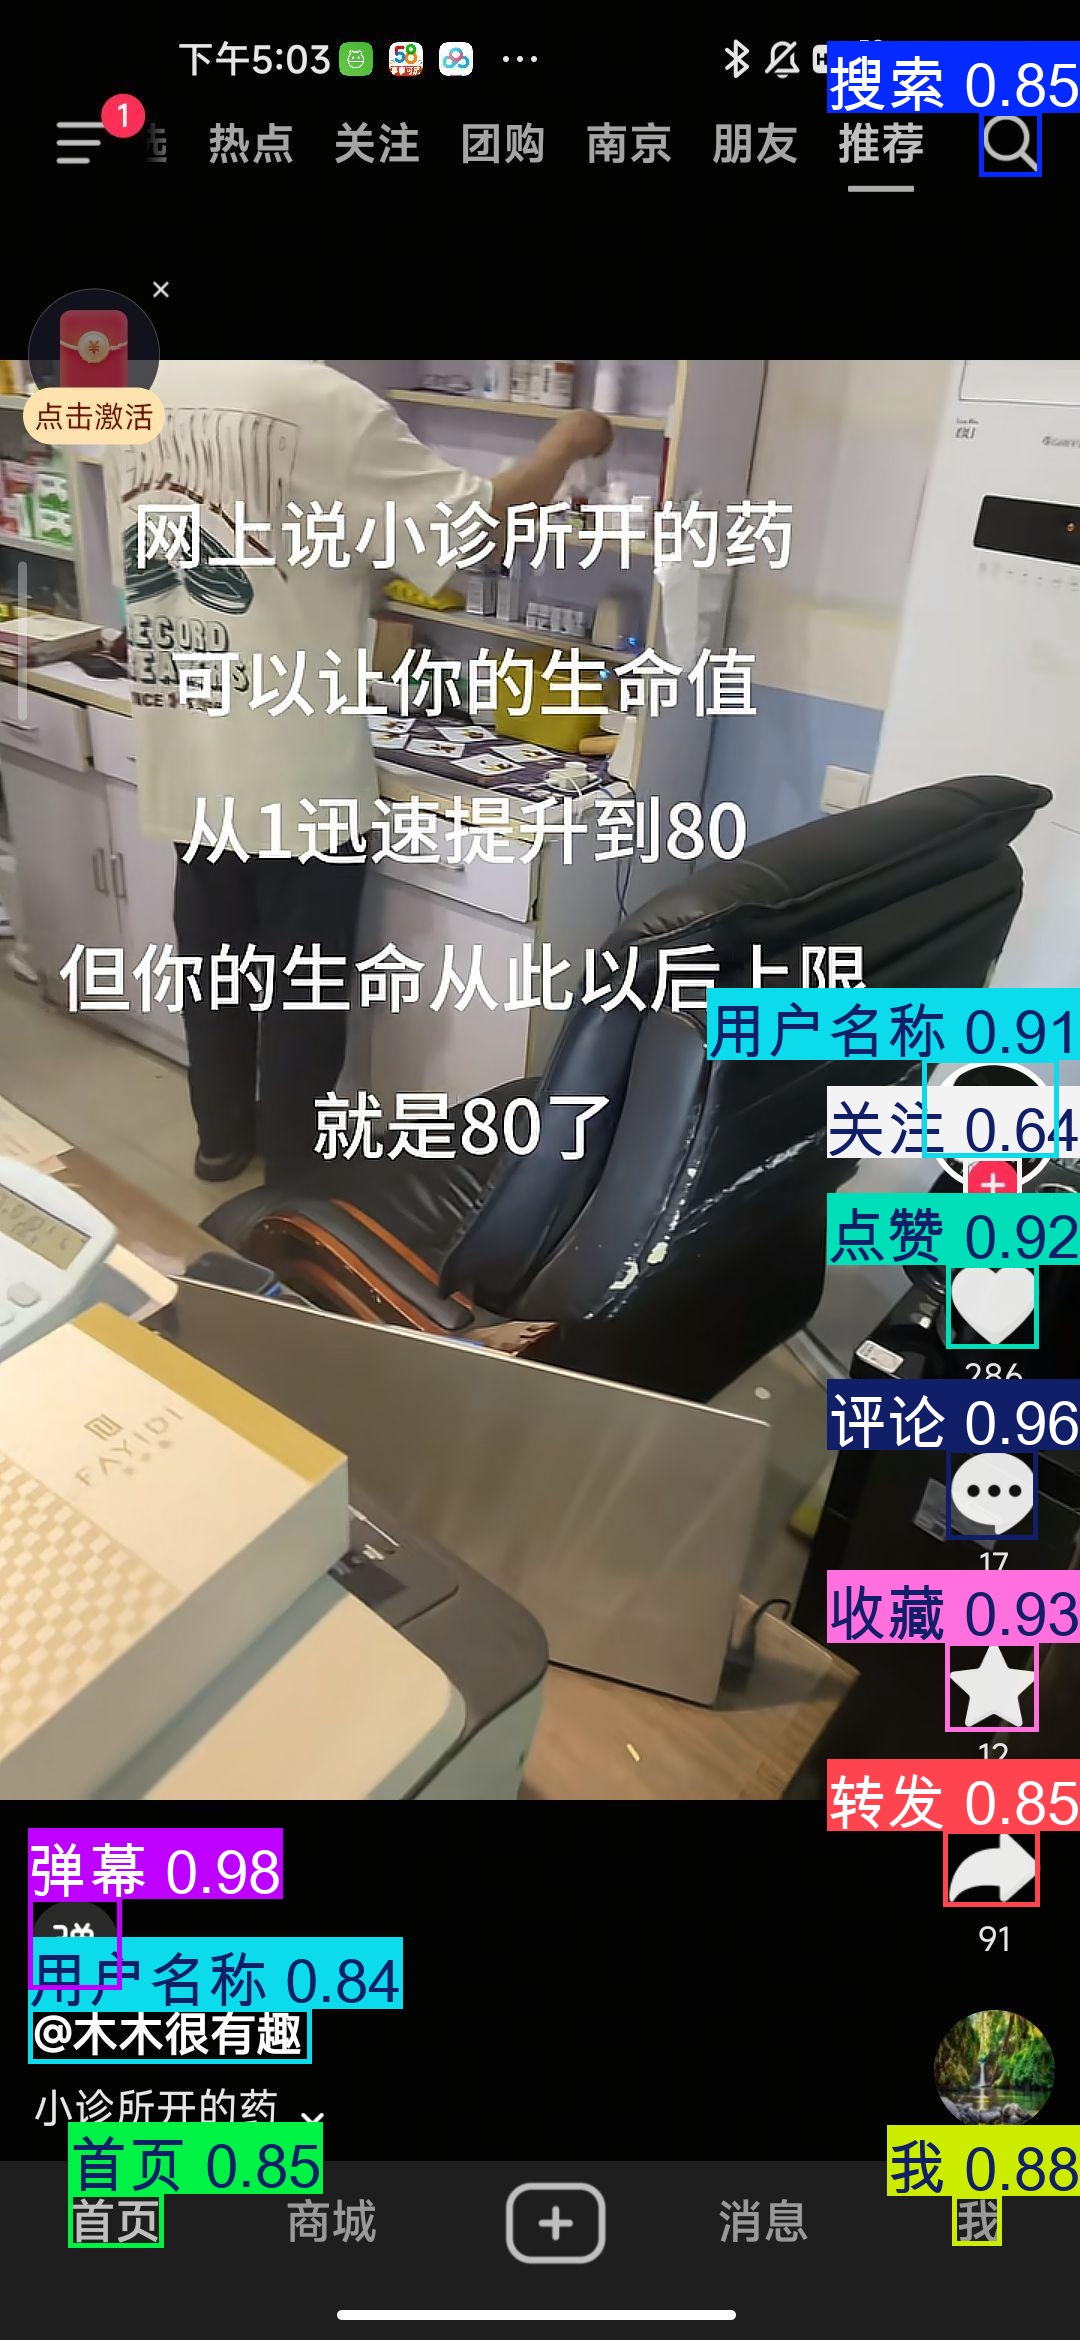 下午5:03
搜索 0.85
1
热点 关注 团购 南京 朋友 推荐
点击激活
网上说小诊所开的药
可以让你的生命值
从1迅速提升到80
但你的生命从此以后上限
就是80了
RECORD
FAYIDI
用户名称 0.91
关注 0.64
点赞 0.92
286
评论 0.96
17
收藏 0.93
12
转发 0.85
91
弹幕 0.98
弹
用户名称 0.84
@木木很有趣
小诊所开的药
首页 0.85
我 0.88
首页 商城 消息 我